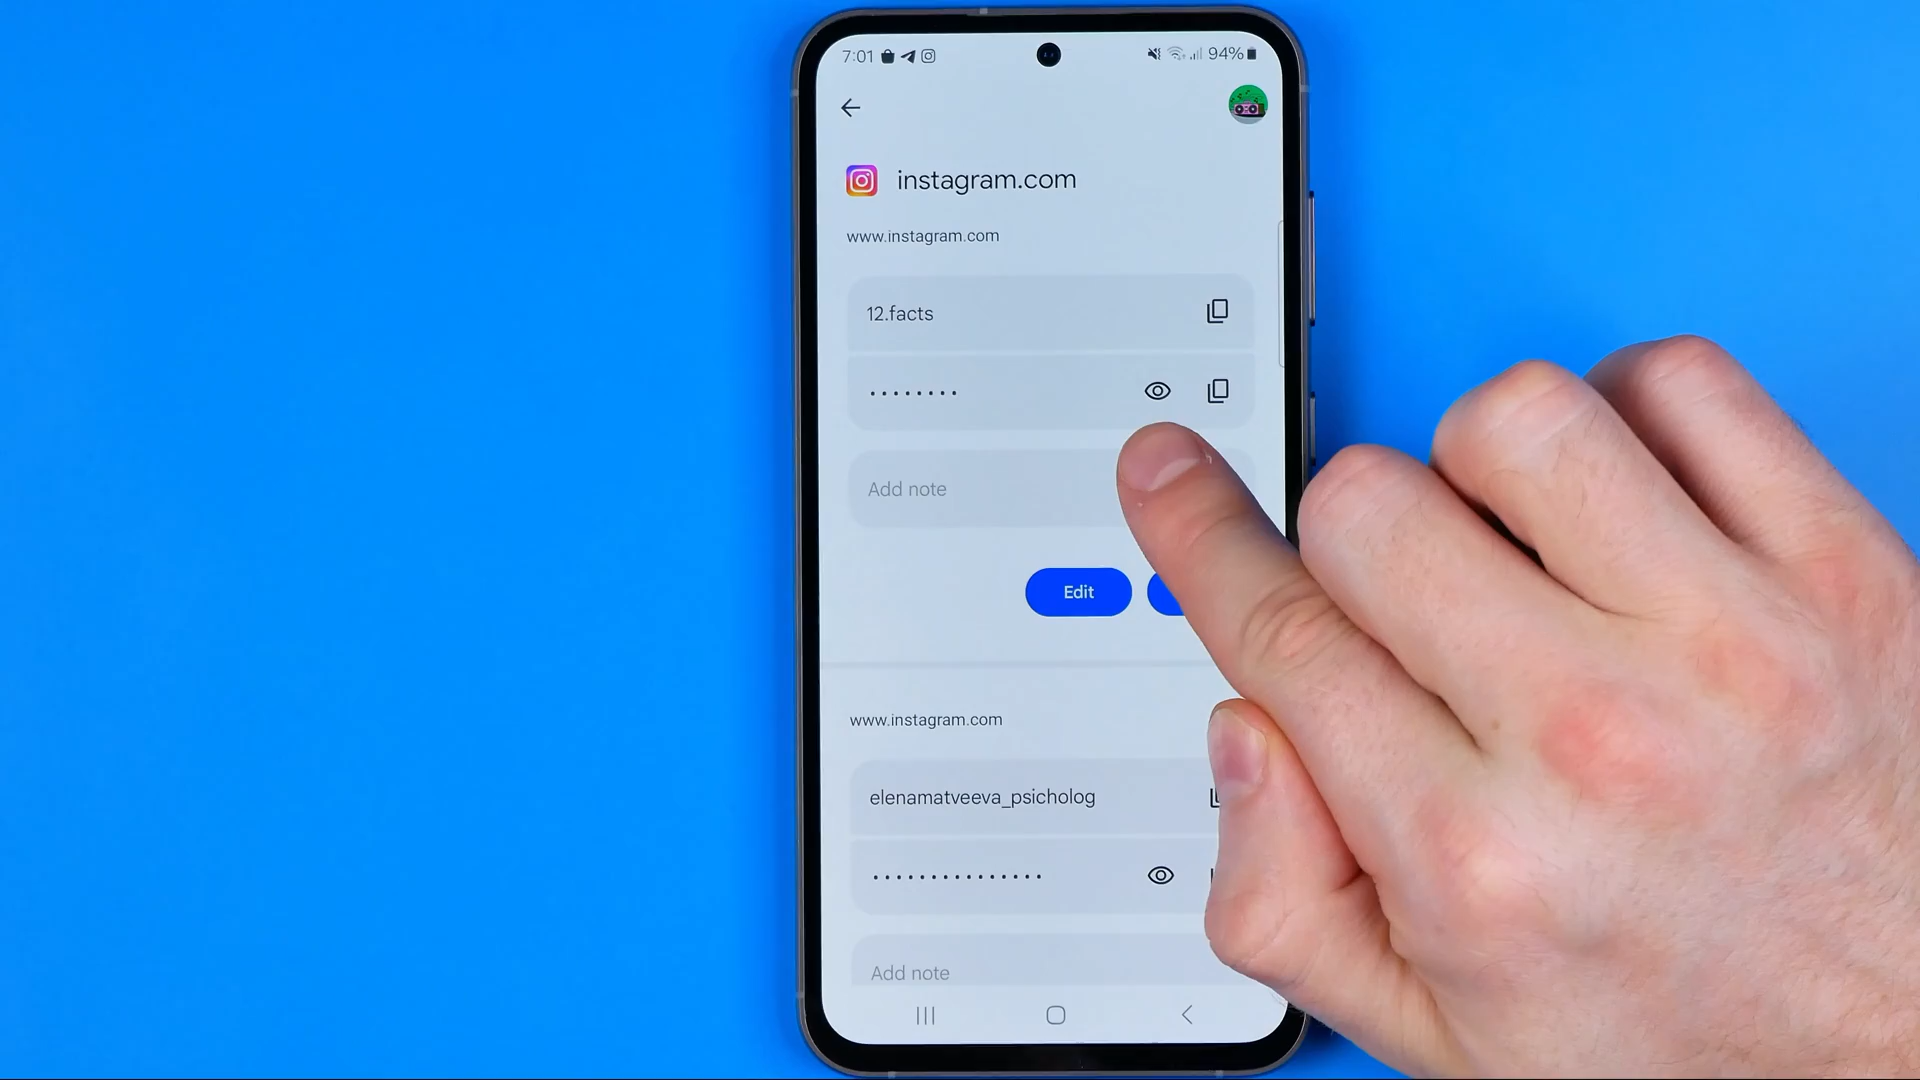 7:01
94%
instagram.com
www.instagram.com
12.facts
••••••••
Add note
Edit
www.instagram.com
elenamatveeva_psicholog
•••••••••••••••
Add note